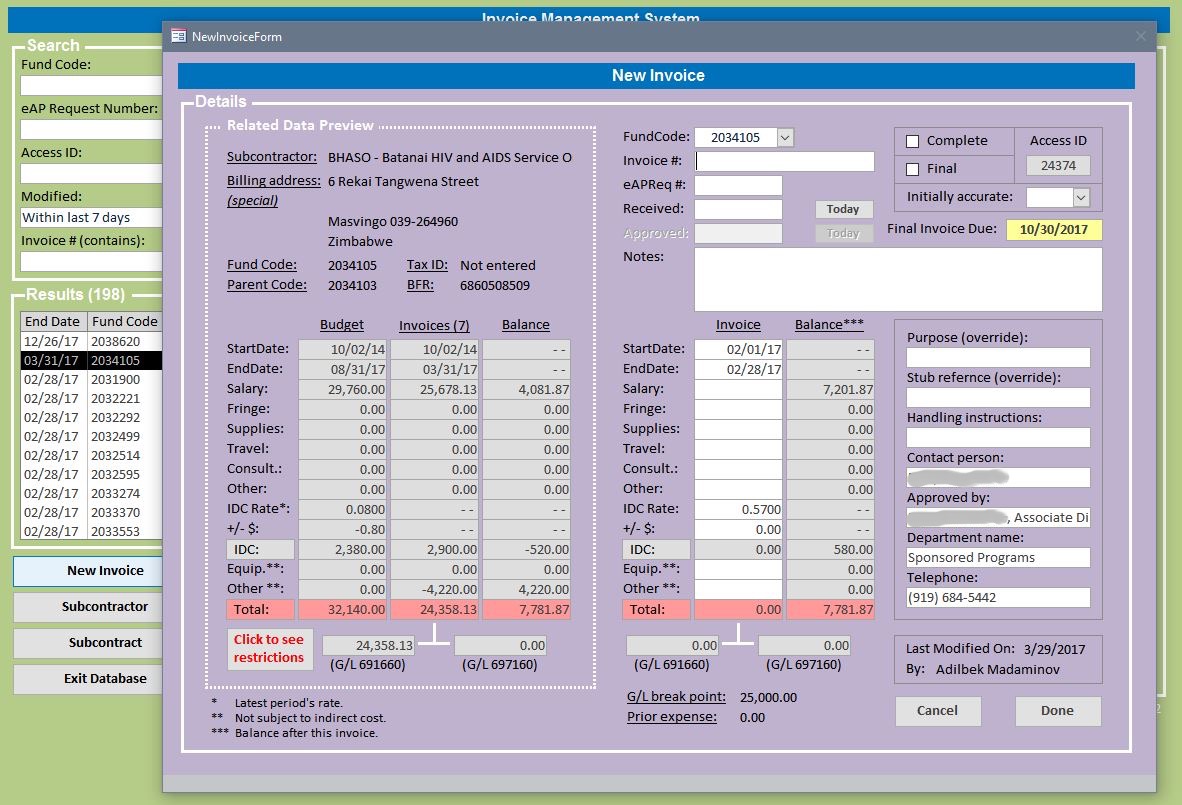 Invoice Management System
Search
Fund Code:
eAP Request Number:
Access ID:
Modified:
Within last 7 days
Invoice # (contains):
Results (198)
End Date Fund Code
12/26/17 2038620
03/31/17 2034105
02/28/17 2031900
02/28/17 2032221
02/28/17 2032292
02/28/17 2032499
02/28/17 2032514
02/28/17 2032595
02/28/17 2033274
02/28/17 2033370
02/28/17 2033553
New Invoice
Subcontractor
Subcontract
Exit Database
NewInvoiceForm
New Invoice
Details
Related Data Preview
Subcontractor: BHASO - Batanai HIV and AIDS Service O
Billing address: 6 Rekai Tangwena Street
(special)
Masvingo 039-264960
Zimbabwe
Fund Code: 2034105 Tax ID: Not entered
Parent Code: 2034103 BFR: 6860508509
Budget Invoices (7) Balance
StartDate: 10/02/14 10/02/14 - -
EndDate: 08/31/17 03/31/17 - -
Salary: 29,760.00 25,678.13 4,081.87
Fringe: 0.00 0.00 0.00
Supplies: 0.00 0.00 0.00
Travel: 0.00 0.00 0.00
Consult.: 0.00 0.00 0.00
Other: 0.00 0.00 0.00
IDC Rate*: 0.0800 - - - -
+/- $: -0.80 - - - -
IDC: 2,380.00 2,900.00 -520.00
Equip.**: 0.00 0.00 0.00
Other **: 0.00 -4,220.00 4,220.00
Total: 32,140.00 24,358.13 7,781.87
Click to see
restrictions
24,358.13 0.00
(G/L 691660) (G/L 697160)
* Latest period's rate.
** Not subject to indirect cost.
*** Balance after this invoice.
FundCode: 2034105
Invoice #:
eAPReq #:
Received: Today
Approved: Today
Notes:
Complete
Final
Access ID
24374
Initially accurate:
Final Invoice Due: 10/30/2017
Invoice Balance***
StartDate: 02/01/17 - -
EndDate: 02/28/17 - -
Salary: 7,201.87
Fringe: 0.00
Supplies: 0.00
Travel: 0.00
Consult.: 0.00
Other: 0.00
IDC Rate: 0.5700 - -
+/- $: 0.00 - -
IDC: 0.00 580.00
Equip.**: 0.00
Other **: 0.00
Total: 0.00 7,781.87
0.00 0.00
(G/L 691660) (G/L 697160)
G/L break point: 25,000.00
Prior expense: 0.00
Purpose (override):
Stub refernce (override):
Handling instructions:
Contact person:
Approved by:
, Associate Di
Department name:
Sponsored Programs
Telephone:
(919) 684-5442
Last Modified On: 3/29/2017
By: Adilbek Madaminov
Cancel
Done
2